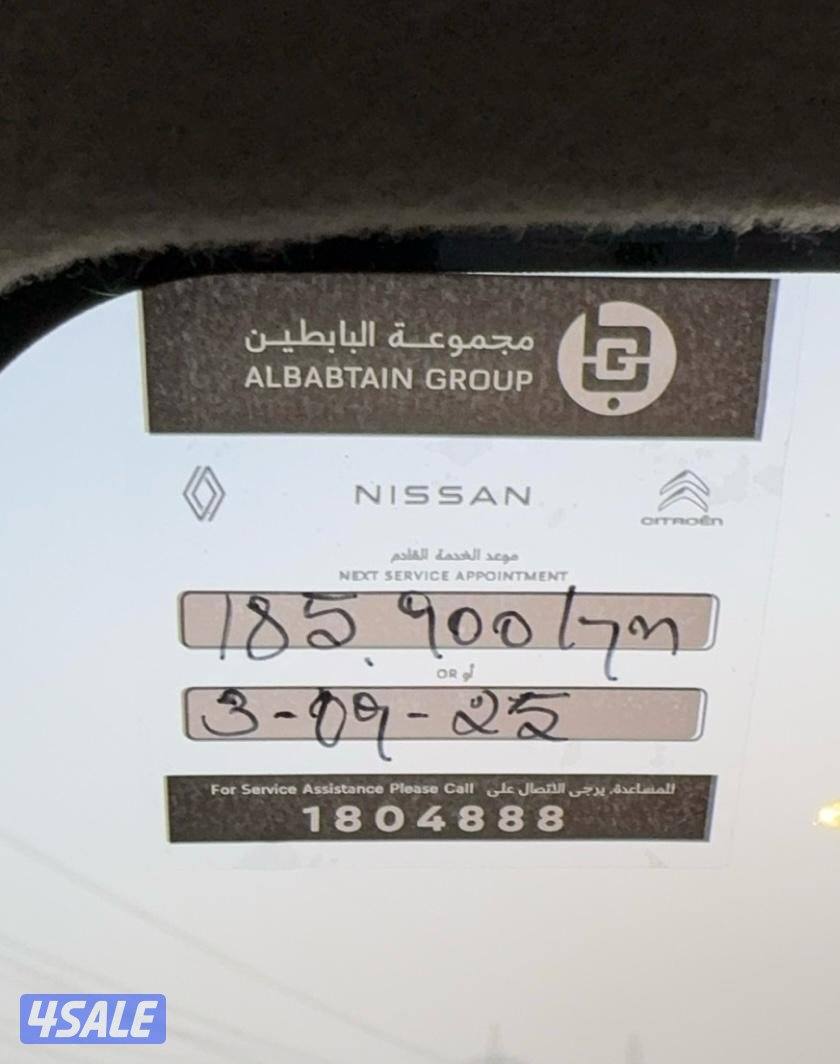 مجموعة البابطين
ALBABTAIN GROUP
NISSAN
CITROËN
موعد الخدمة القادم
NEXT SERVICE APPOINTMENT
185.900 km
OR أو
3-09-25
For Service Assistance Please Call للمساعدة، يرجى الاتصال على
1804888
4SALE